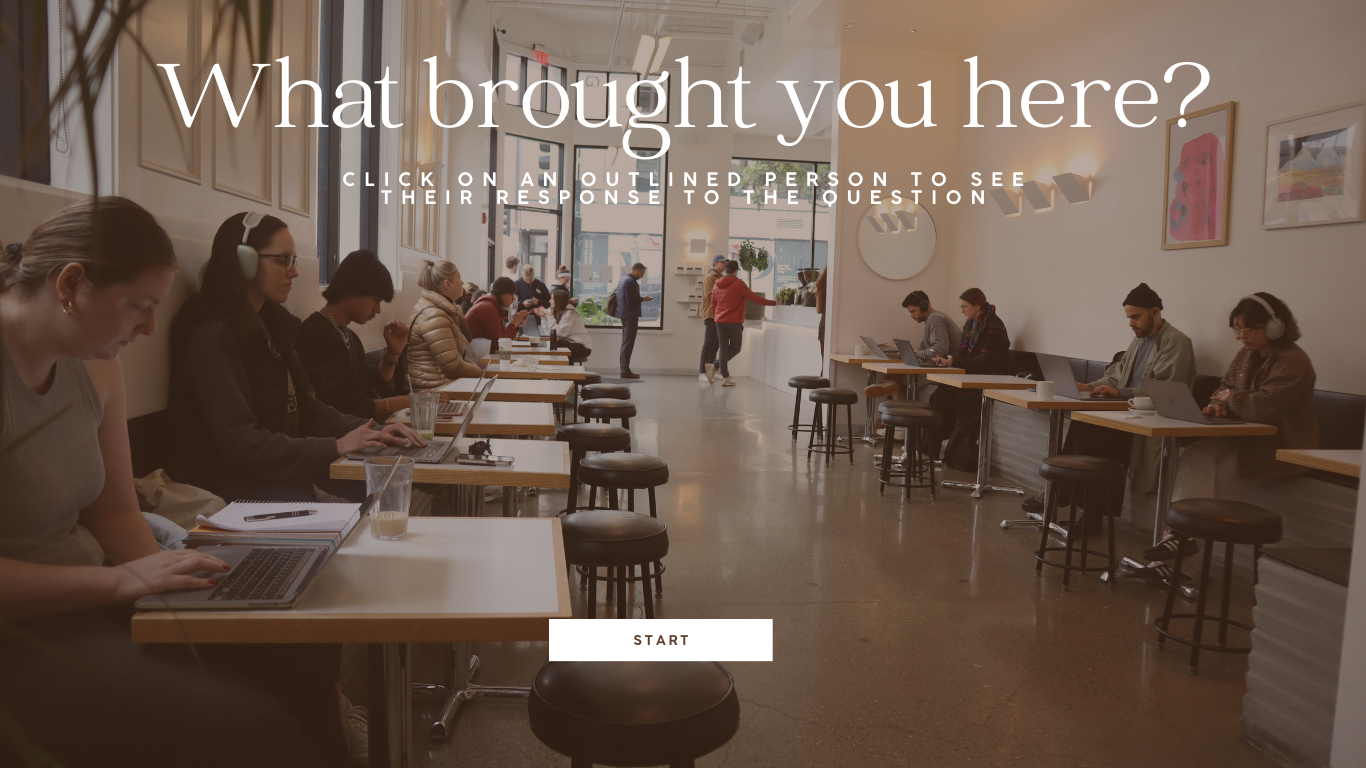 What brought you here?
CLICK ON AN OUTLINED PERSON TO SEE
THEIR RESPONSE TO THE QUESTION
START